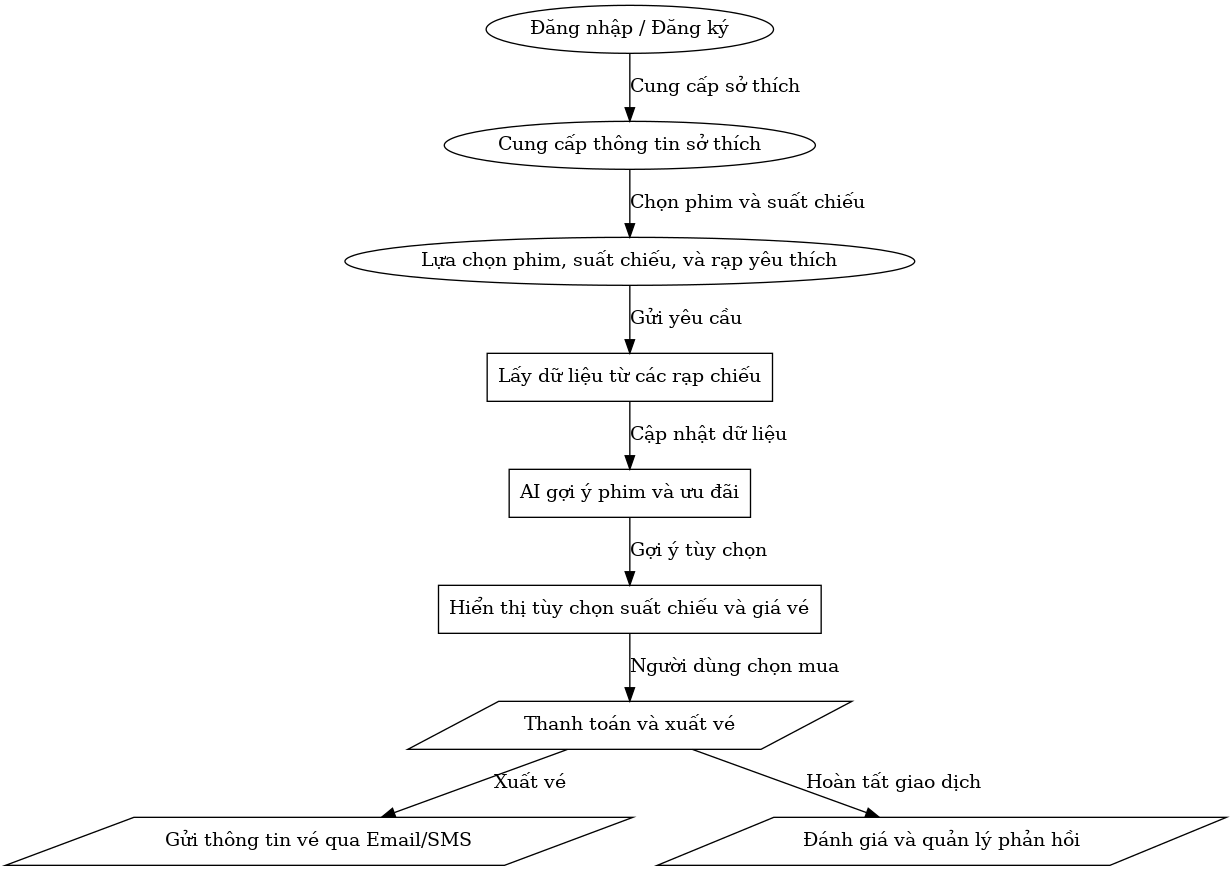 Đăng nhập / Đăng ký
Cung cấp sở thích
Cung cấp thông tin sở thích
Chọn phim và suất chiếu
Lựa chọn phim, suất chiếu, và rạp yêu thích
Gửi yêu cầu
Lấy dữ liệu từ các rạp chiếu
Cập nhật dữ liệu
AI gợi ý phim và ưu đãi
Gợi ý tùy chọn
Hiển thị tùy chọn suất chiếu và giá vé
Người dùng chọn mua
Thanh toán và xuất vé
Xuất vé
Hoàn tất giao dịch
Gửi thông tin vé qua Email/SMS
Đánh giá và quản lý phản hồi